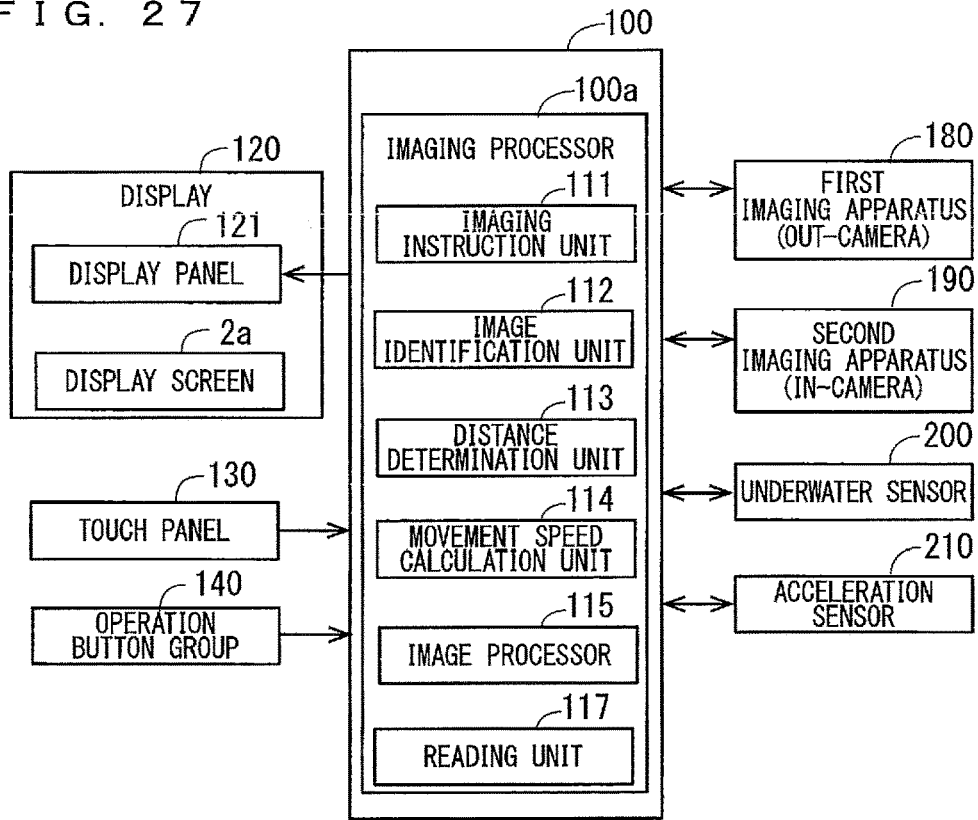 FIG. 27
100
100a
IMAGING PROCESSOR
111
IMAGING
INSTRUCTION UNIT
112
IMAGE
IDENTIFICATION UNIT
113
DISTANCE
DETERMINATION UNIT
114
MOVEMENT SPEED
CALCULATION UNIT
115
IMAGE PROCESSOR
117
READING UNIT
120
DISPLAY
121
DISPLAY PANEL
2a
DISPLAY SCREEN
130
TOUCH PANEL
140
OPERATION
BUTTON GROUP
180
FIRST
IMAGING APPARATUS
(OUT-CAMERA)
190
SECOND
IMAGING APPARATUS
(IN-CAMERA)
200
UNDERWATER SENSOR
210
ACCELERATION
SENSOR